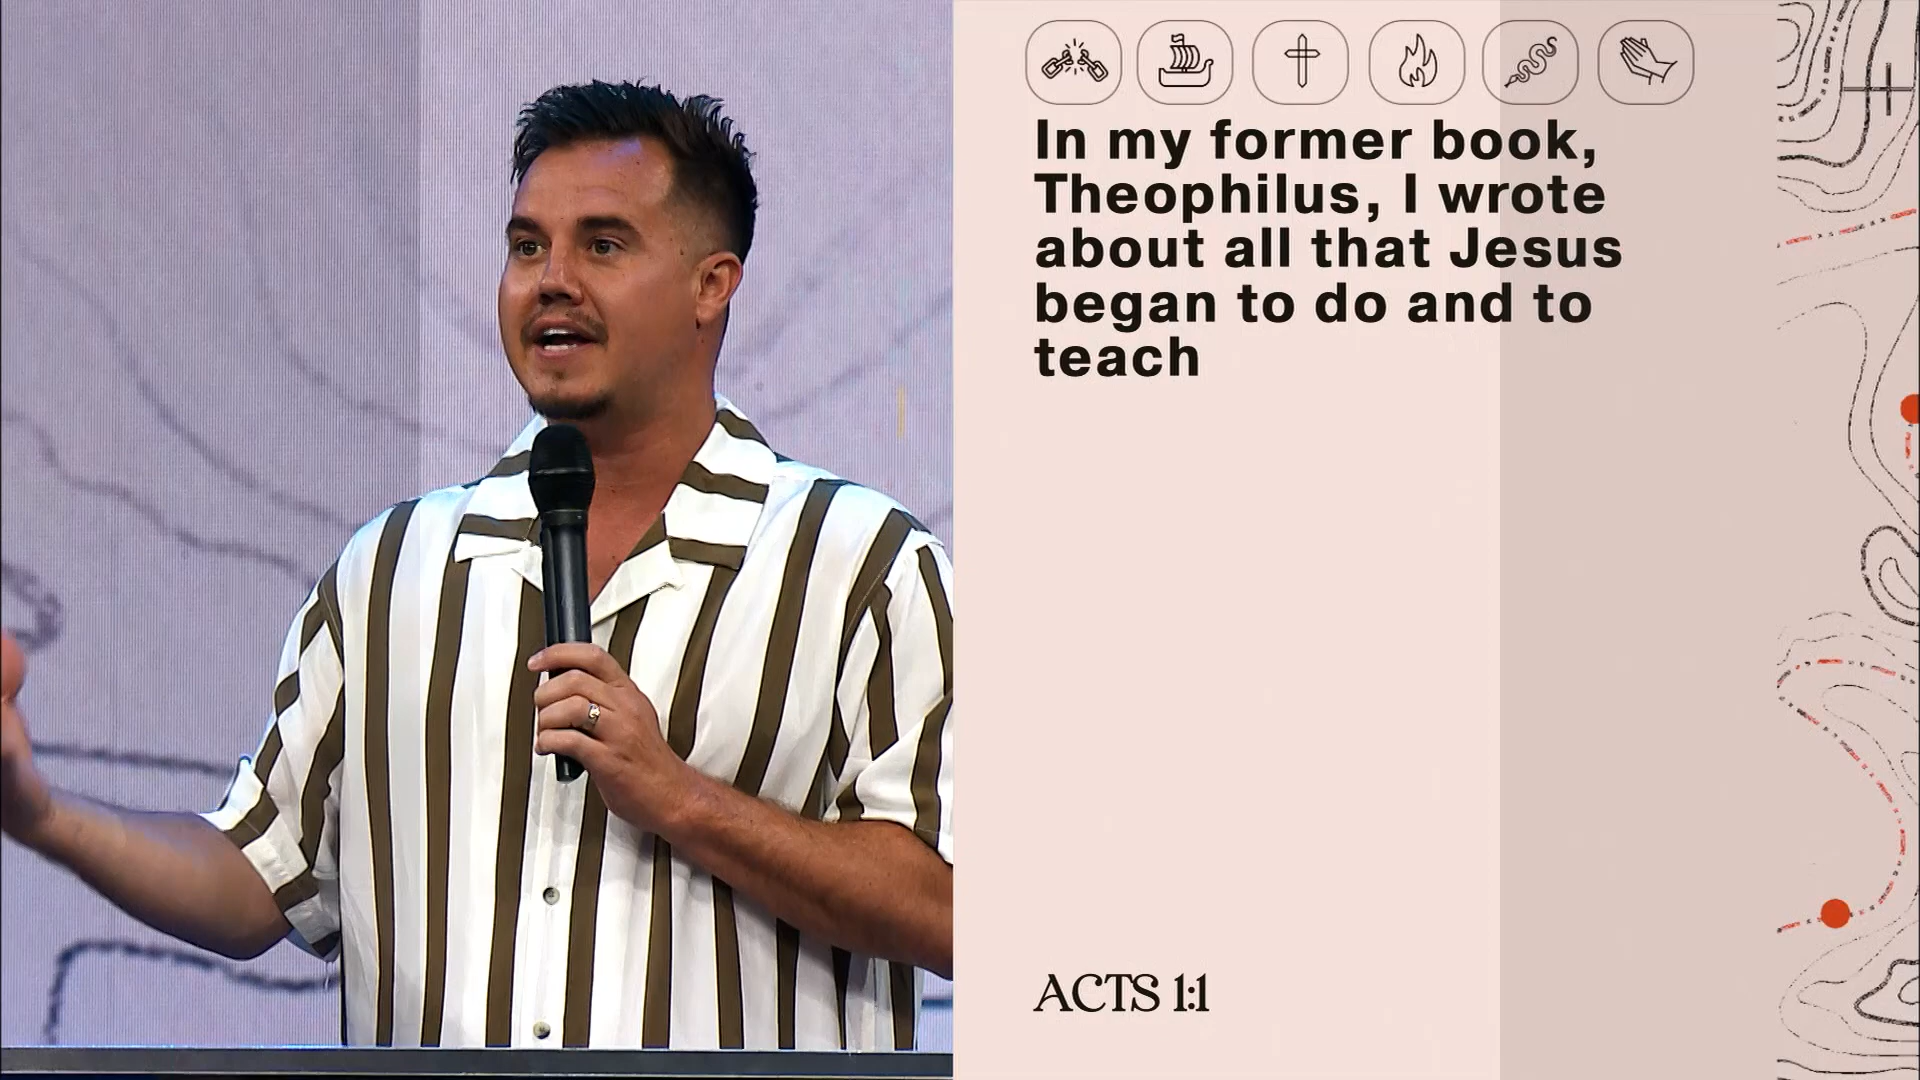 In my former book,
Theophilus, I wrote
about all that Jesus
began to do and to
teach
ACTS 1:1